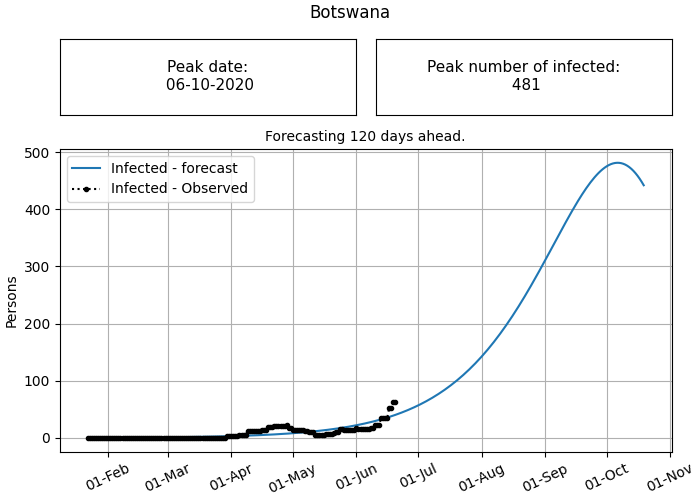 Botswana
Peak date:
06-10-2020
Peak number of infected:
481
Forecasting 120 days ahead.
Infected - forecast
Infected - Observed
Persons
500
400
300
200
100
0
01-Feb
01-Mar
01-Apr
01-May
01-Jun
01-Jul
01-Aug
01-Sep
01-Oct
01-Nov